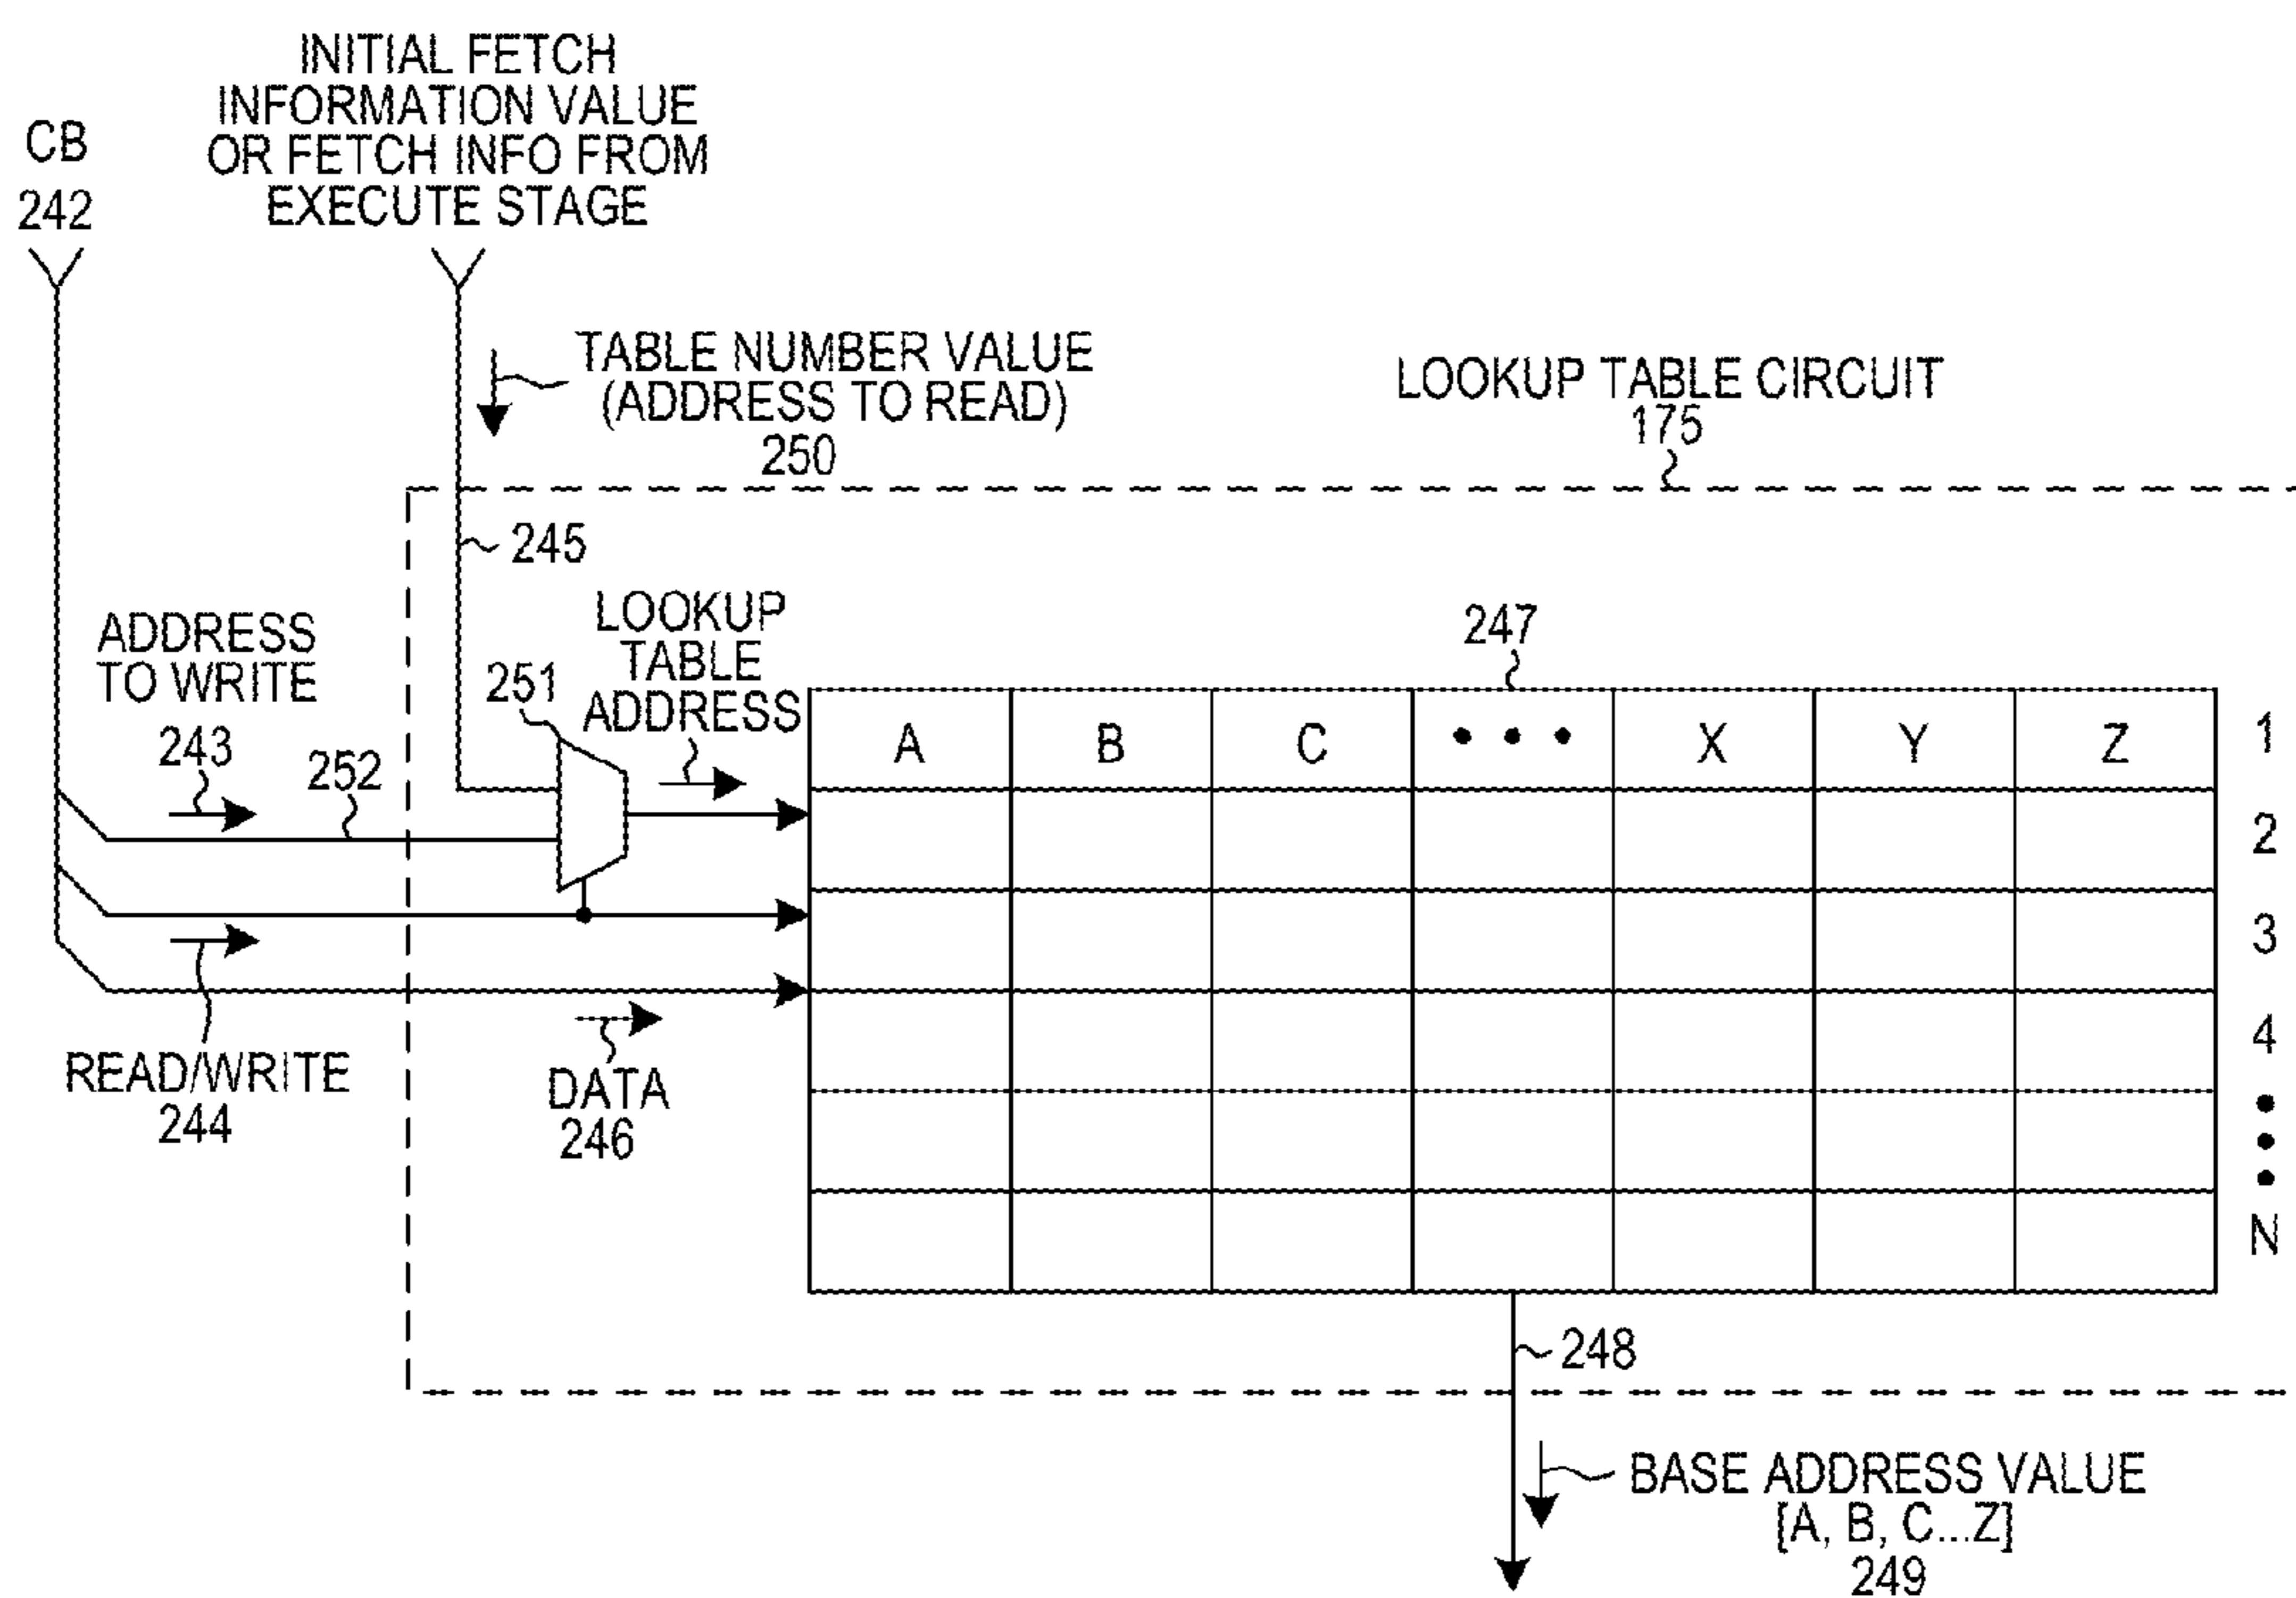 CB
242
INITIAL FETCH
INFORMATION VALUE
OR FETCH INFO FROM
EXECUTE STAGE
TABLE NUMBER VALUE
(ADDRESS TO READ)
250
LOOKUP TABLE CIRCUIT
175
245
ADDRESS
TO WRITE
243
252
251
LOOKUP
TABLE
ADDRESS
247
A B C • • • X Y Z 1
2
3
4
•
•
•
N
READ/WRITE
244
DATA
246
248
BASE ADDRESS VALUE
[A, B, C...Z]
249